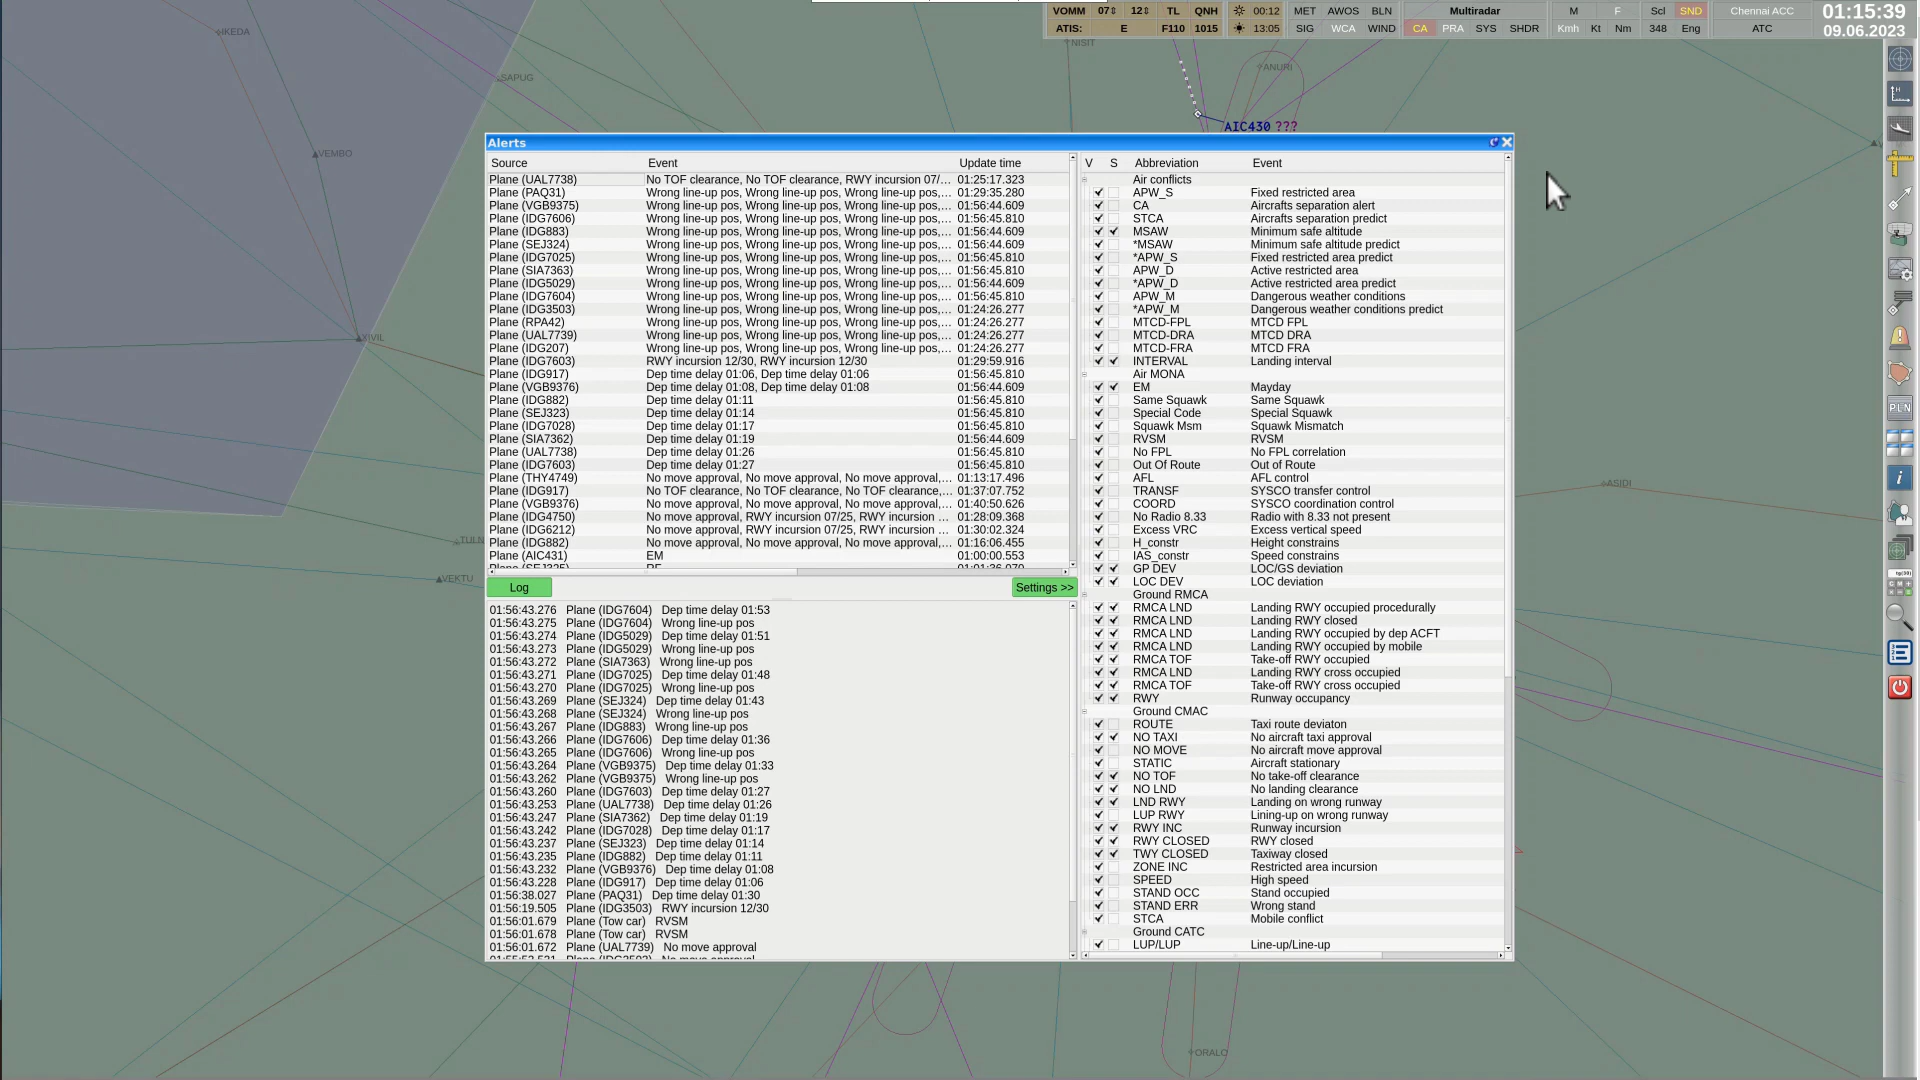 VOMM 07 12 TL QNH 00:12 MET AWOS BLN Multiradar M F Scl SND Chennai ACC 01:15:39
ATIS: E F110 1015 13:05 SIG WCA WIND CA PRA SYS SHDR Kmh Kt Nm 348 Eng ATC 09.06.2023
IKEDA
NISIT
ANURI
SAPUG
AIC430 ???
VEMBO
XIVIL
ASIDI
VEKTU
ORALO
PLN
Alerts
Source Event Update time
Plane (UAL7738) No TOF clearance, No TOF clearance, RWY incursion 07/... 01:25:17.323
Plane (PAQ31) Wrong line-up pos, Wrong line-up pos, Wrong line-up pos,... 01:29:35.280
Plane (VGB9375) Wrong line-up pos, Wrong line-up pos, Wrong line-up pos,... 01:56:44.609
Plane (IDG7606) Wrong line-up pos, Wrong line-up pos, Wrong line-up pos,... 01:56:45.810
Plane (IDG883) Wrong line-up pos, Wrong line-up pos, Wrong line-up pos,... 01:56:44.609
Plane (SEJ324) Wrong line-up pos, Wrong line-up pos, Wrong line-up pos,... 01:56:44.609
Plane (IDG7025) Wrong line-up pos, Wrong line-up pos, Wrong line-up pos,... 01:56:45.810
Plane (SIA7363) Wrong line-up pos, Wrong line-up pos, Wrong line-up pos,... 01:56:45.810
Plane (IDG5029) Wrong line-up pos, Wrong line-up pos, Wrong line-up pos,... 01:56:44.609
Plane (IDG7604) Wrong line-up pos, Wrong line-up pos, Wrong line-up pos,... 01:56:45.810
Plane (IDG3503) Wrong line-up pos, Wrong line-up pos, Wrong line-up pos,... 01:24:26.277
Plane (RPA42) Wrong line-up pos, Wrong line-up pos, Wrong line-up pos,... 01:24:26.277
Plane (UAL7739) Wrong line-up pos, Wrong line-up pos, Wrong line-up pos,... 01:24:26.277
Plane (IDG207) Wrong line-up pos, Wrong line-up pos, Wrong line-up pos,... 01:24:26.277
Plane (IDG7603) RWY incursion 12/30, RWY incursion 12/30 01:29:59.916
Plane (IDG917) Dep time delay 01:06, Dep time delay 01:06 01:56:45.810
Plane (VGB9376) Dep time delay 01:08, Dep time delay 01:08 01:56:44.609
Plane (IDG882) Dep time delay 01:11 01:56:45.810
Plane (SEJ323) Dep time delay 01:14 01:56:45.810
Plane (IDG7028) Dep time delay 01:17 01:56:45.810
Plane (SIA7362) Dep time delay 01:19 01:56:44.609
Plane (UAL7738) Dep time delay 01:26 01:56:45.810
Plane (IDG7603) Dep time delay 01:27 01:56:45.810
Plane (THY4749) No move approval, No move approval, No move approval,... 01:13:17.496
Plane (IDG917) No TOF clearance, No TOF clearance, No TOF clearance,... 01:37:07.752
Plane (VGB9376) No move approval, No move approval, No move approval,... 01:40:50.626
Plane (IDG4750) No move approval, RWY incursion 07/25, RWY incursion ... 01:28:09.368
Plane (IDG6212) No move approval, RWY incursion 07/25, RWY incursion ... 01:30:02.324
Plane (IDG882) No move approval, No move approval, No move approval,... 01:16:06.455
Plane (AIC431) EM 01:00:00.553
Log Settings >>
01:56:43.276 Plane (IDG7604) Dep time delay 01:53
01:56:43.275 Plane (IDG7604) Wrong line-up pos
01:56:43.274 Plane (IDG5029) Dep time delay 01:51
01:56:43.273 Plane (IDG5029) Wrong line-up pos
01:56:43.272 Plane (SIA7363) Wrong line-up pos
01:56:43.271 Plane (IDG7025) Dep time delay 01:48
01:56:43.270 Plane (IDG7025) Wrong line-up pos
01:56:43.269 Plane (SEJ324) Dep time delay 01:43
01:56:43.268 Plane (SEJ324) Wrong line-up pos
01:56:43.267 Plane (IDG883) Wrong line-up pos
01:56:43.266 Plane (IDG7606) Dep time delay 01:36
01:56:43.265 Plane (IDG7606) Wrong line-up pos
01:56:43.264 Plane (VGB9375) Dep time delay 01:33
01:56:43.262 Plane (VGB9375) Wrong line-up pos
01:56:43.260 Plane (IDG7603) Dep time delay 01:27
01:56:43.253 Plane (UAL7738) Dep time delay 01:26
01:56:43.247 Plane (SIA7362) Dep time delay 01:19
01:56:43.242 Plane (IDG7028) Dep time delay 01:17
01:56:43.237 Plane (SEJ323) Dep time delay 01:14
01:56:43.235 Plane (IDG882) Dep time delay 01:11
01:56:43.232 Plane (VGB9376) Dep time delay 01:08
01:56:43.228 Plane (IDG917) Dep time delay 01:06
01:56:38.027 Plane (PAQ31) Dep time delay 01:30
01:56:19.505 Plane (IDG3503) RWY incursion 12/30
01:56:01.679 Plane (Tow car) RVSM
01:56:01.678 Plane (Tow car) RVSM
01:56:01.672 Plane (UAL7739) No move approval
V S Abbreviation Event
Air conflicts
APW_S Fixed restricted area
CA Aircrafts separation alert
STCA Aircrafts separation predict
MSAW Minimum safe altitude
*MSAW Minimum safe altitude predict
*APW_S Fixed restricted area predict
APW_D Active restricted area
*APW_D Active restricted area predict
APW_M Dangerous weather conditions
*APW_M Dangerous weather conditions predict
MTCD-FPL MTCD FPL
MTCD-DRA MTCD DRA
MTCD-FRA MTCD FRA
INTERVAL Landing interval
Air MONA
EM Mayday
Same Squawk Same Squawk
Special Code Special Squawk
Squawk Msm Squawk Mismatch
RVSM RVSM
No FPL No FPL correlation
Out Of Route Out of Route
AFL AFL control
TRANSF SYSCO transfer control
COORD SYSCO coordination control
No Radio 8.33 Radio with 8.33 not present
Excess VRC Excess vertical speed
H_constr Height constrains
IAS_constr Speed constrains
GP DEV LOC/GS deviation
LOC DEV LOC deviation
Ground RMCA
RMCA LND Landing RWY occupied procedurally
RMCA LND Landing RWY closed
RMCA LND Landing RWY occupied by dep ACFT
RMCA LND Landing RWY occupied by mobile
RMCA TOF Take-off RWY occupied
RMCA LND Landing RWY cross occupied
RMCA TOF Take-off RWY cross occupied
RWY Runway occupancy
Ground CMAC
ROUTE Taxi route deviaton
NO TAXI No aircraft taxi approval
NO MOVE No aircraft move approval
STATIC Aircraft stationary
NO TOF No take-off clearance
NO LND No landing clearance
LND RWY Landing on wrong runway
LUP RWY Lining-up on wrong runway
RWY INC Runway incursion
RWY CLOSED RWY closed
TWY CLOSED Taxiway closed
ZONE INC Restricted area incursion
SPEED High speed
STAND OCC Stand occupied
STAND ERR Wrong stand
STCA Mobile conflict
Ground CATC
LUP/LUP Line-up/Line-up